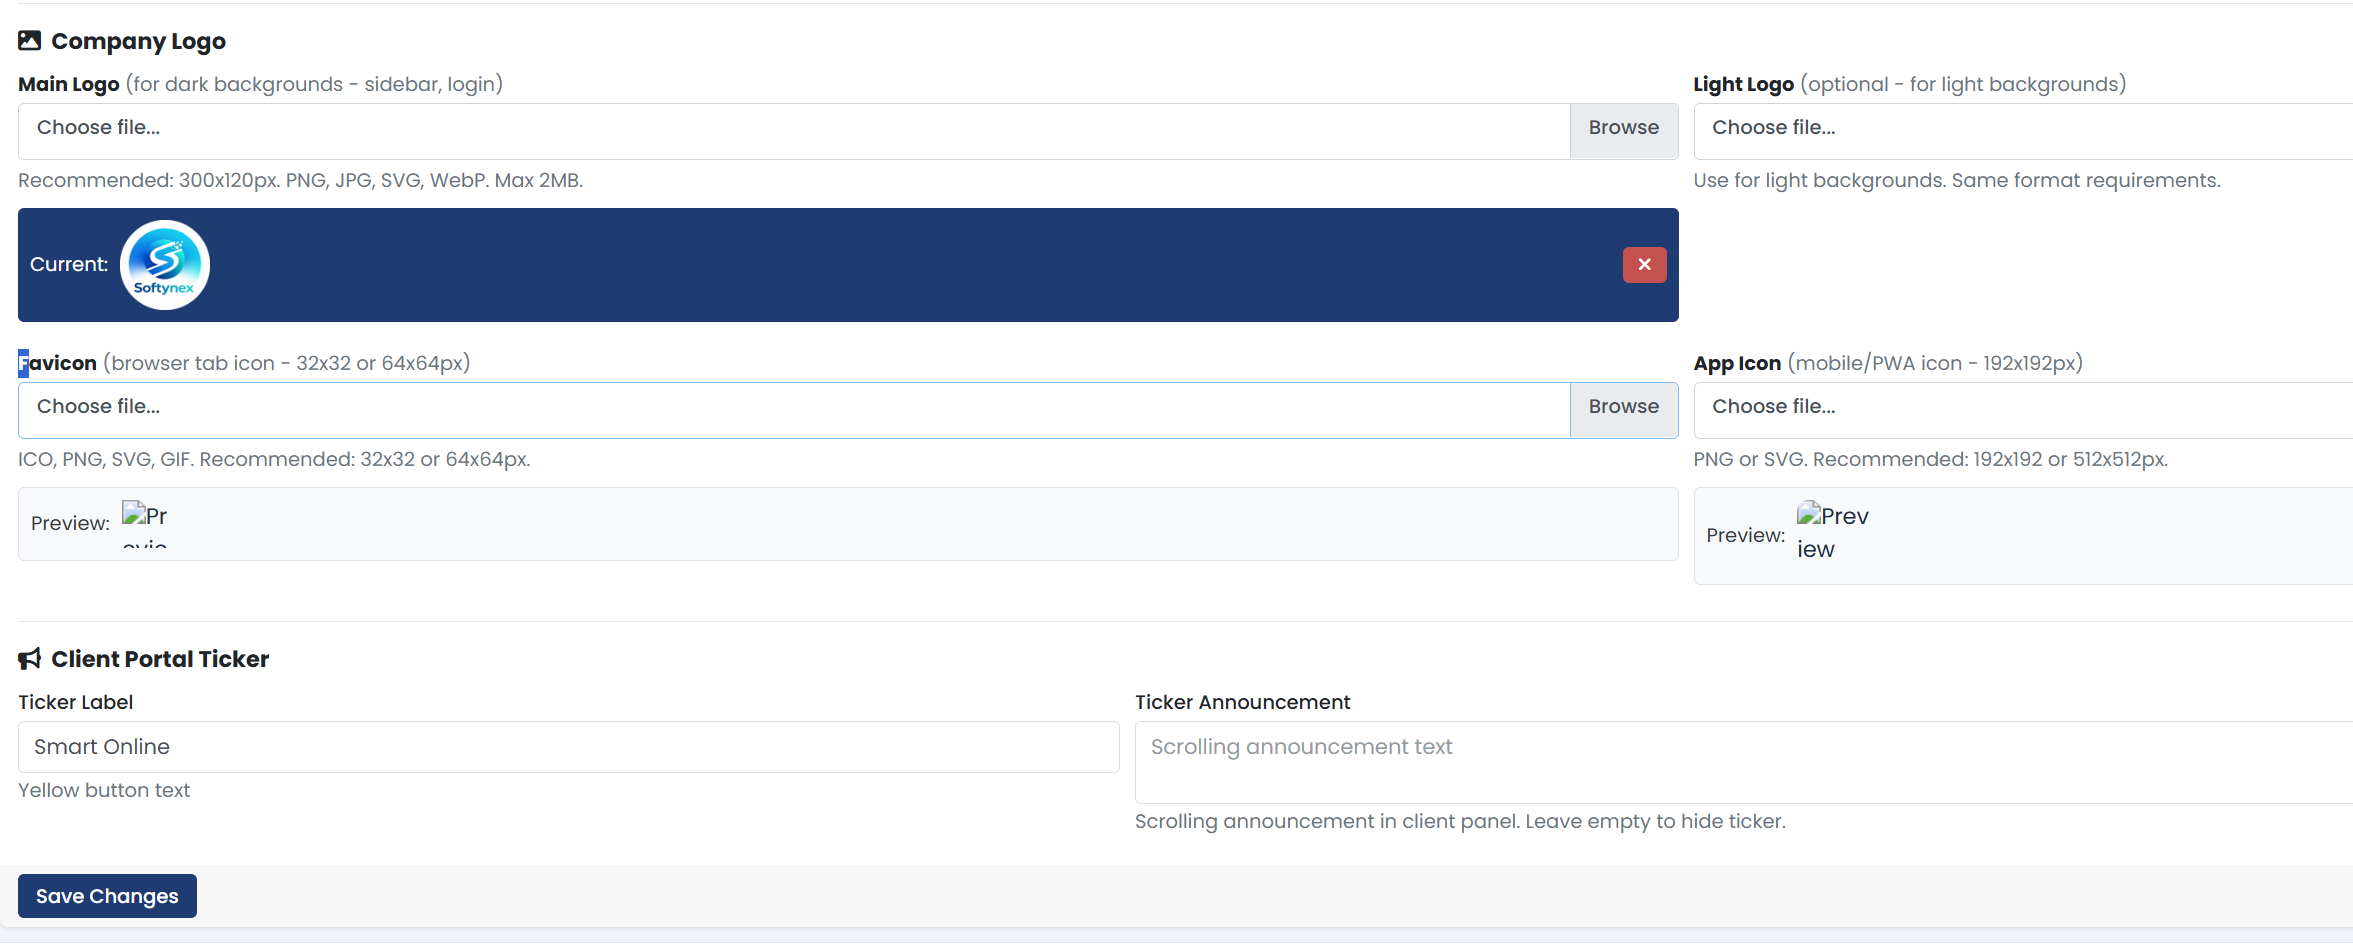 Company Logo
Main Logo (for dark backgrounds - sidebar, login)
Choose file...
Browse
Recommended: 300x120px. PNG, JPG, SVG, WebP. Max 2MB.
Current:
Softynex
Light Logo (optional - for light backgrounds)
Choose file...
Use for light backgrounds. Same format requirements.
Favicon (browser tab icon - 32x32 or 64x64px)
Choose file...
Browse
ICO, PNG, SVG, GIF. Recommended: 32x32 or 64x64px.
Preview:
Pr
evie
App Icon (mobile/PWA icon - 192x192px)
Choose file...
PNG or SVG. Recommended: 192x192 or 512x512px.
Preview:
Prev
iew
Client Portal Ticker
Ticker Label
Smart Online
Yellow button text
Ticker Announcement
Scrolling announcement text
Scrolling announcement in client panel. Leave empty to hide ticker.
Save Changes